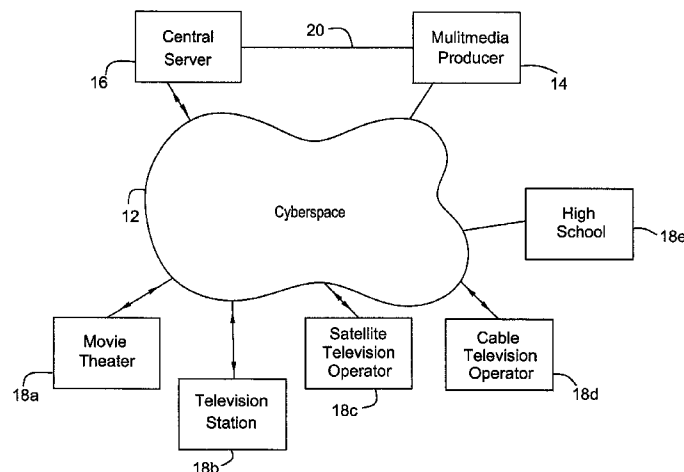 Central
Server
16
20
Mulitmedia
Producer
14
12
Cyberspace
High
School
18e
Movie
Theater
18a
Television
Station
18b
Satellite
Television
Operator
18c
Cable
Television
Operator
18d